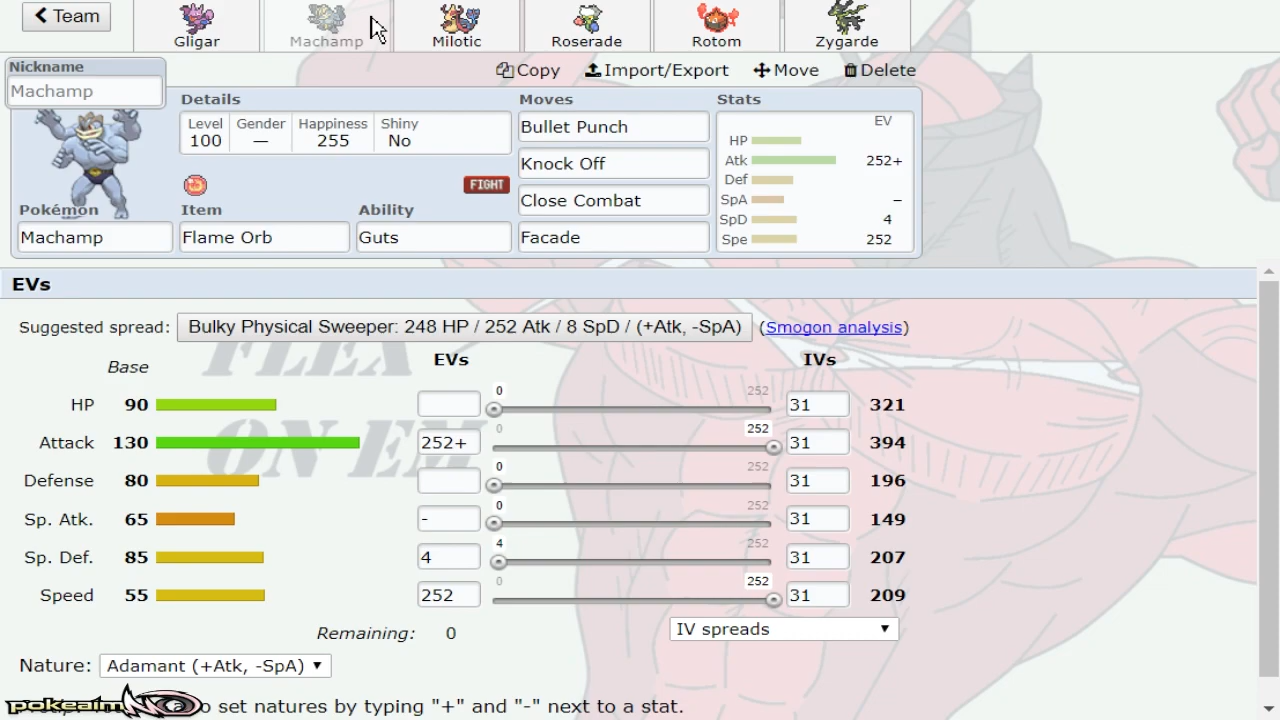 Team
Gligar
Machamp
Milotic
Roserade
Rotom
Zygarde
Copy
Import/Export
Move
Delete
Nickname
Machamp
Details
Moves
Stats
Level
Gender
Happiness
Shiny
100
—
255
No
FIGHT
Pokémon
Item
Ability
Machamp
Flame Orb
Guts
Bullet Punch
Knock Off
Close Combat
Facade
EV
HP
Atk 252+
Def
SpA –
SpD 4
Spe 252
EVs
Suggested spread: Bulky Physical Sweeper: 248 HP / 252 Atk / 8 SpD / (+Atk, -SpA) (Smogon analysis)
FLEX
ON EM
Base EVs IVs
HP 90 0 252 31 321
Attack 130 252+ 0 252 31 394
Defense 80 0 252 31 196
Sp. Atk. 65 - 0 252 31 149
Sp. Def. 85 4 4 252 31 207
Speed 55 252 0 252 31 209
Remaining: 0
IV spreads
Nature: Adamant (+Atk, -SpA)
pokeaim
o set natures by typing "+" and "-" next to a stat.